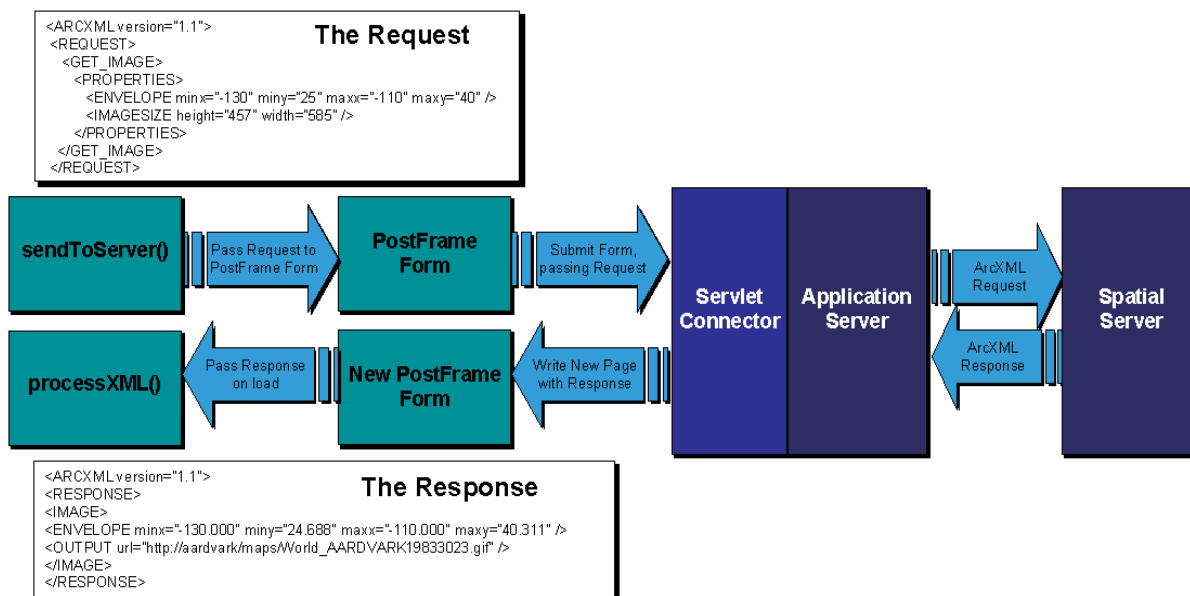 <ARCXML version="1.1">
The Request
<REQUEST>
<GET_IMAGE>
<PROPERTIES>
<ENVELOPE minx="-130" miny="25" maxx="-110" maxy="40" />
<IMAGESIZE height="457" width="585" />
</PROPERTIES>
</GET_IMAGE>
</REQUEST>
sendToServer()
Pass Request to
PostFrame Form
PostFrame
Form
Submit Form,
passing Request
Servlet
Connector
Application
Server
ArcXML
Request
Spatial
Server
ArcXML
Response
processXML()
Pass Response
on load
New PostFrame
Form
Write New Page
with Response
<ARCXML version="1.1">
The Response
<RESPONSE>
<IMAGE>
<ENVELOPE minx="-130.000" miny="24.688" maxx="-110.000" maxy="40.311" />
<OUTPUT url="http://aardvark/maps/World_AARDVARK19833023.gif" />
</IMAGE>
</RESPONSE>